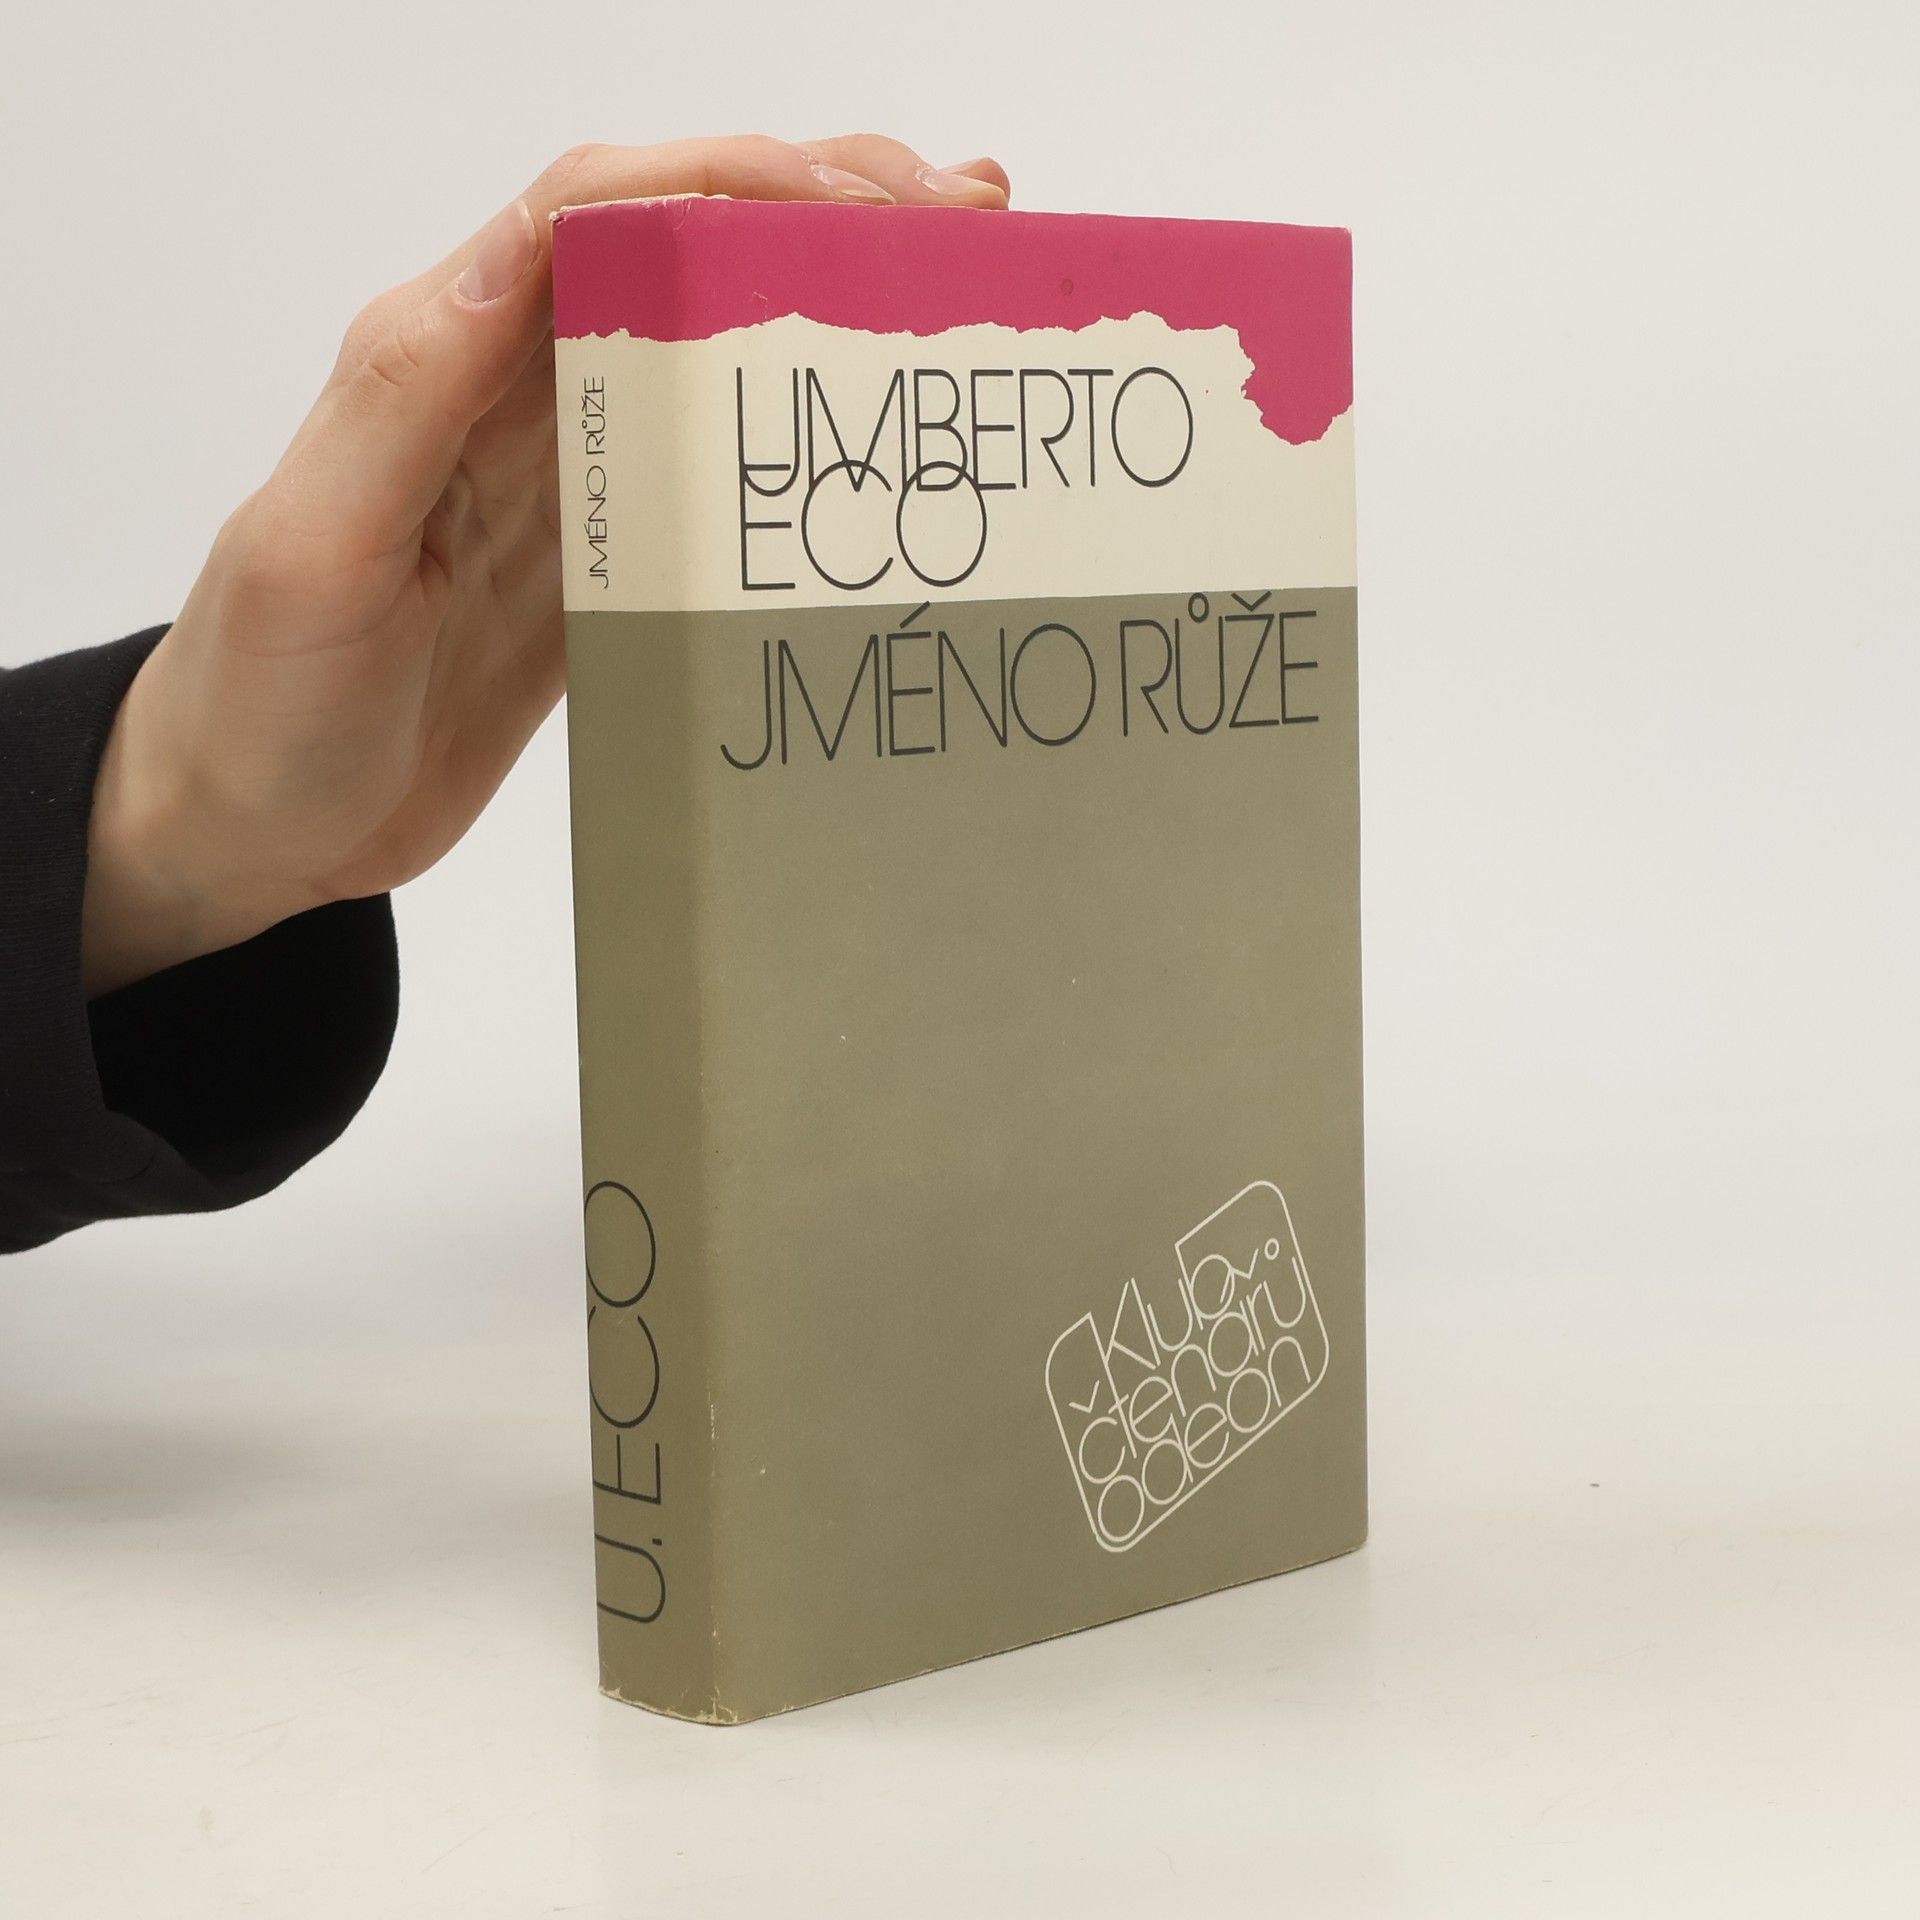 UMBERTO
ECO
JMÉNO RŮŽE
klub
čtenářů
odeon
JMÉNO RŮŽE
U. ECO